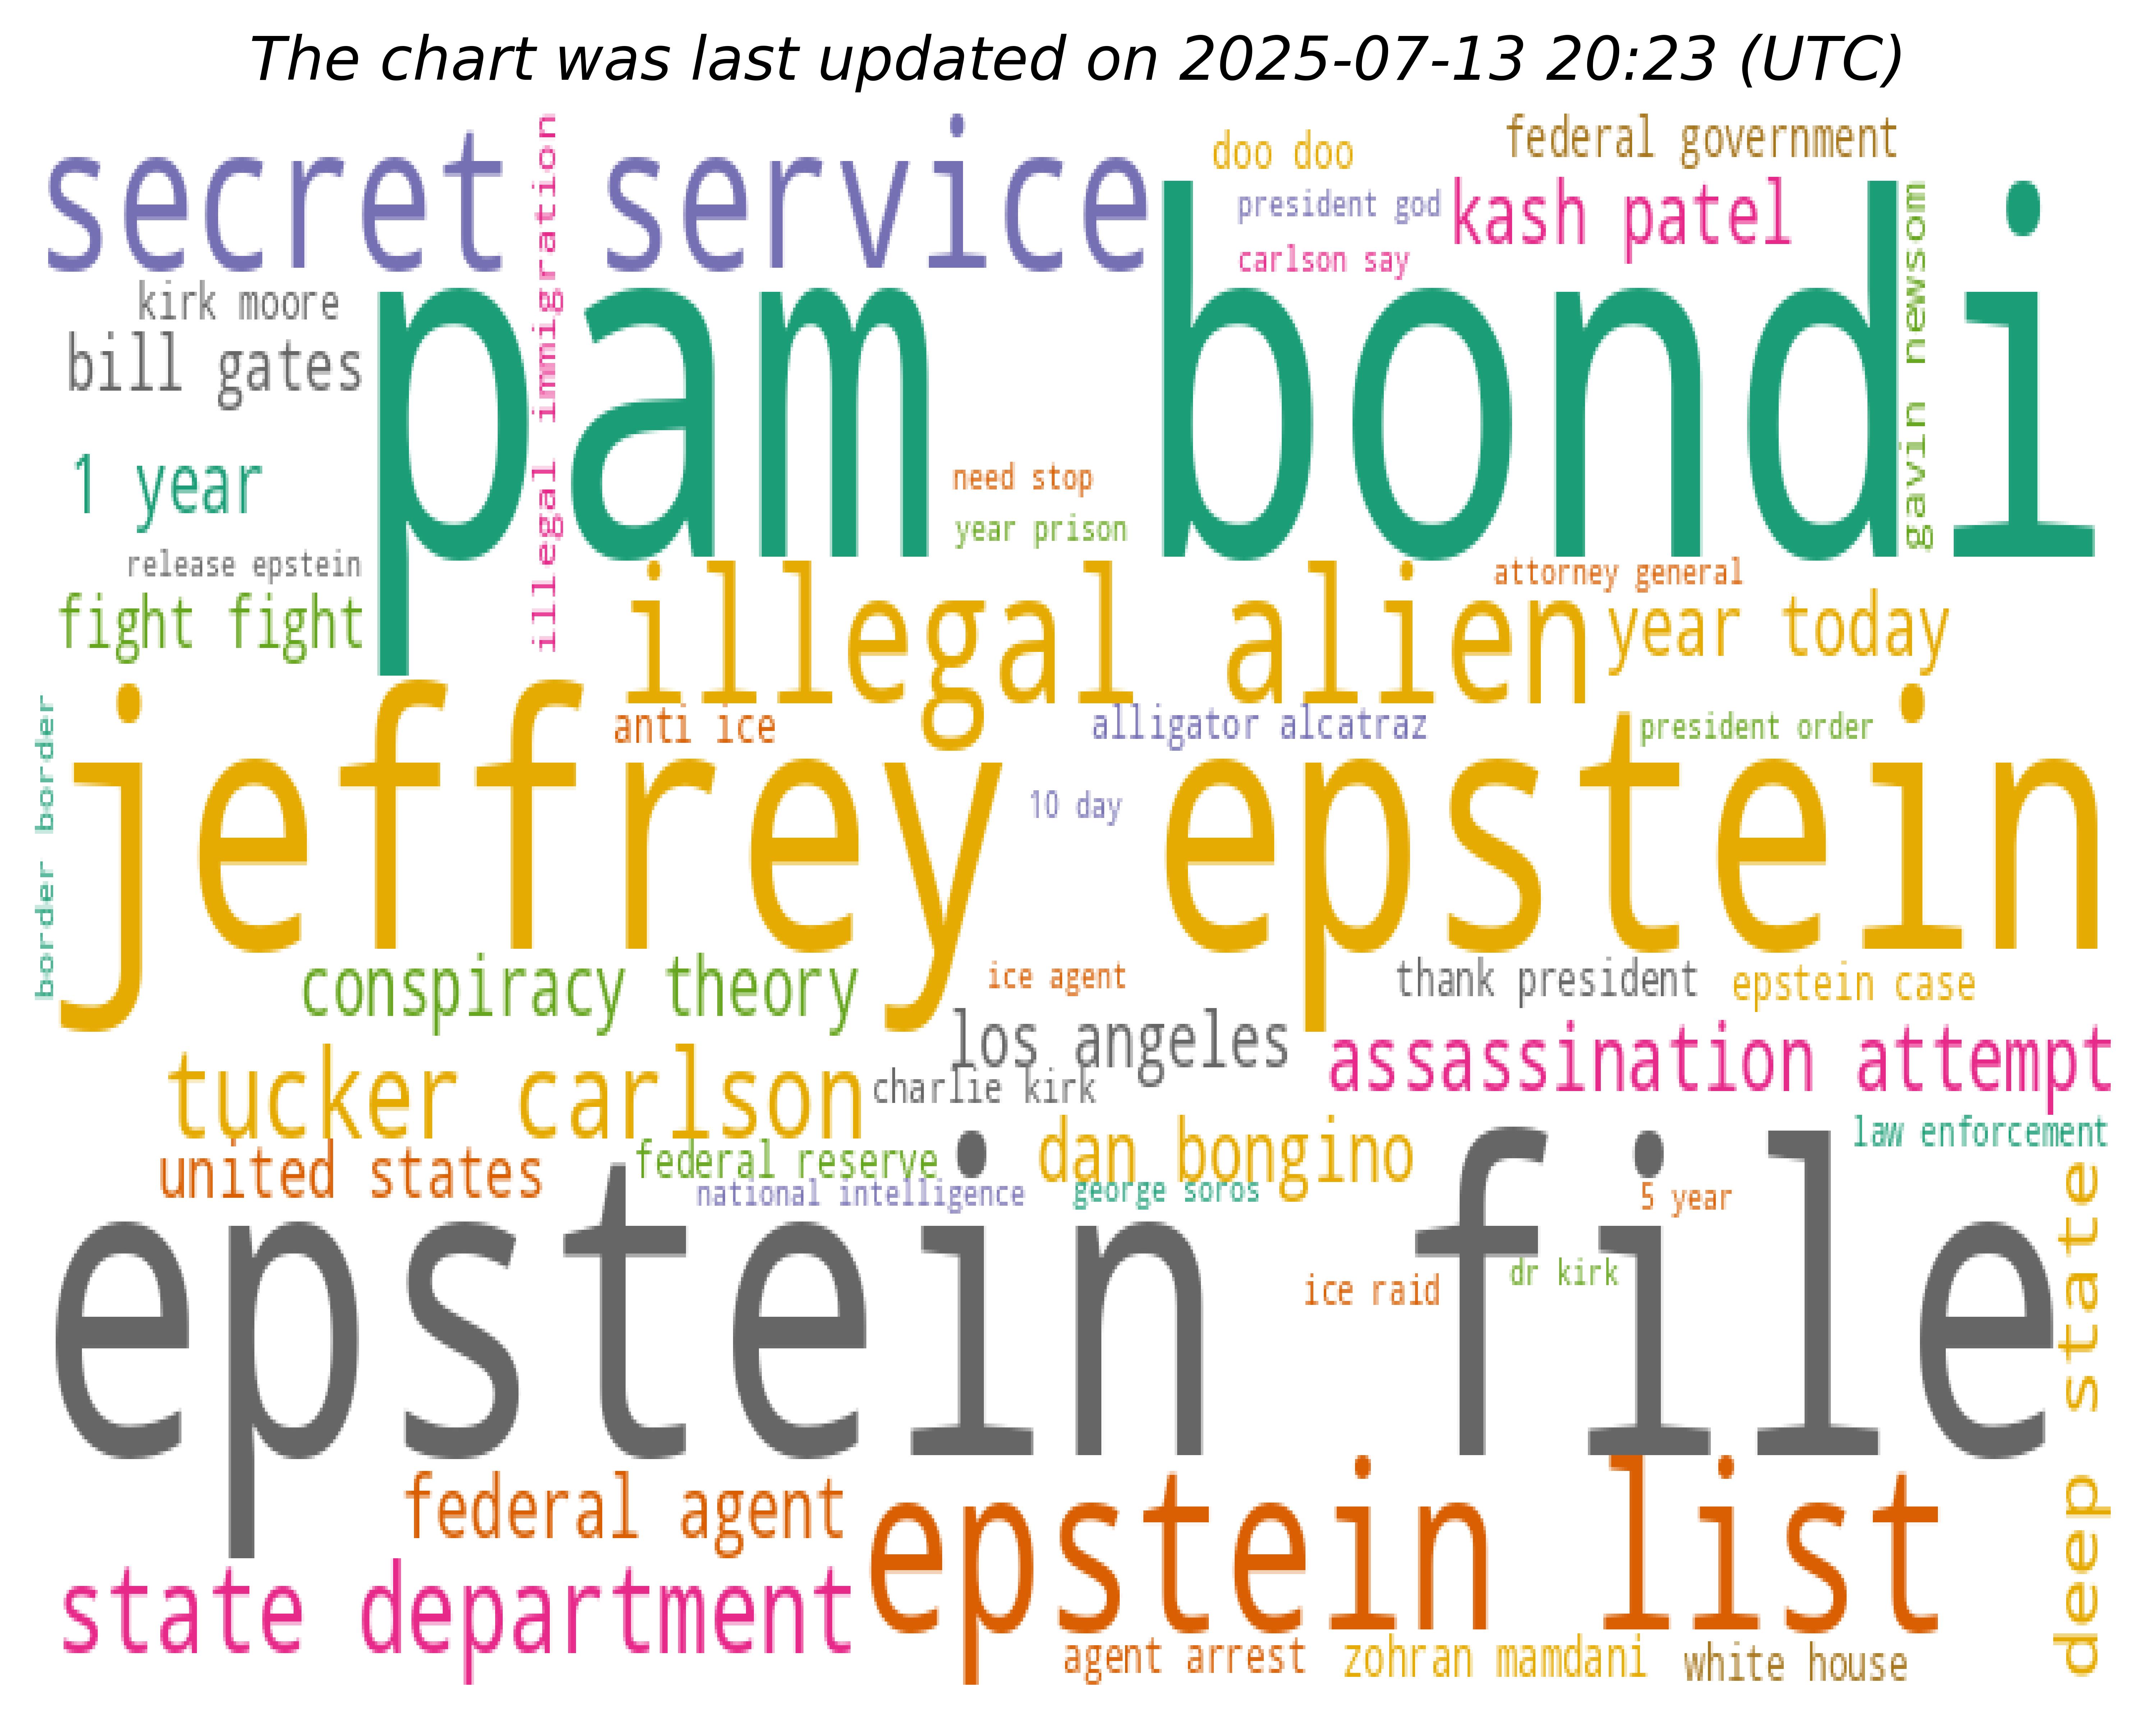 The chart was last updated on 2025-07-13 20:23 (UTC)
secret service
illegal immigration
doo doo
federal government
president god
kash patel
carlson say
gavin newsom
kirk moore
bill gates
pam bondi
1 year
need stop
year prison
release epstein
fight fight
illegal alien
attorney general
year today
border border
anti ice
alligator alcatraz
president order
jeffrey epstein
10 day
conspiracy theory
ice agent
thank president
epstein case
los angeles
assassination attempt
tucker carlson
charlie kirk
dan bongino
law enforcement
united states
federal reserve
national intelligence
george soros
5 year
deep state
epstein file
ice raid
dr kirk
federal agent
epstein list
state department
agent arrest
zohran mamdani
white house